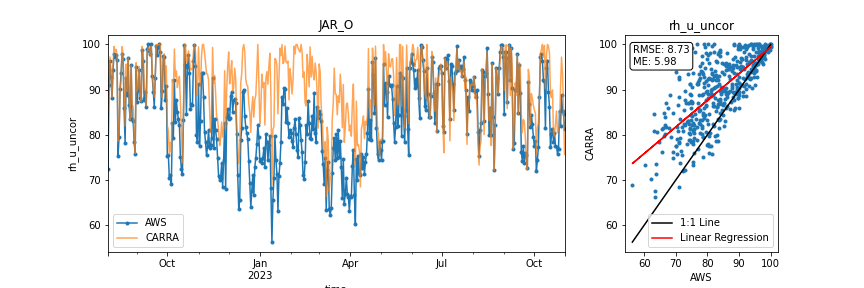 JAR_O
rh_u_uncor
100
90
80
70
60
rh_u_uncor
AWS
CARRA
Oct
Jan
2023
Apr
Jul
Oct
time
rh_u_uncor
RMSE: 8.73
ME: 5.98
100
90
80
70
60
CARRA
1:1 Line
Linear Regression
60
70
80
90
100
AWS